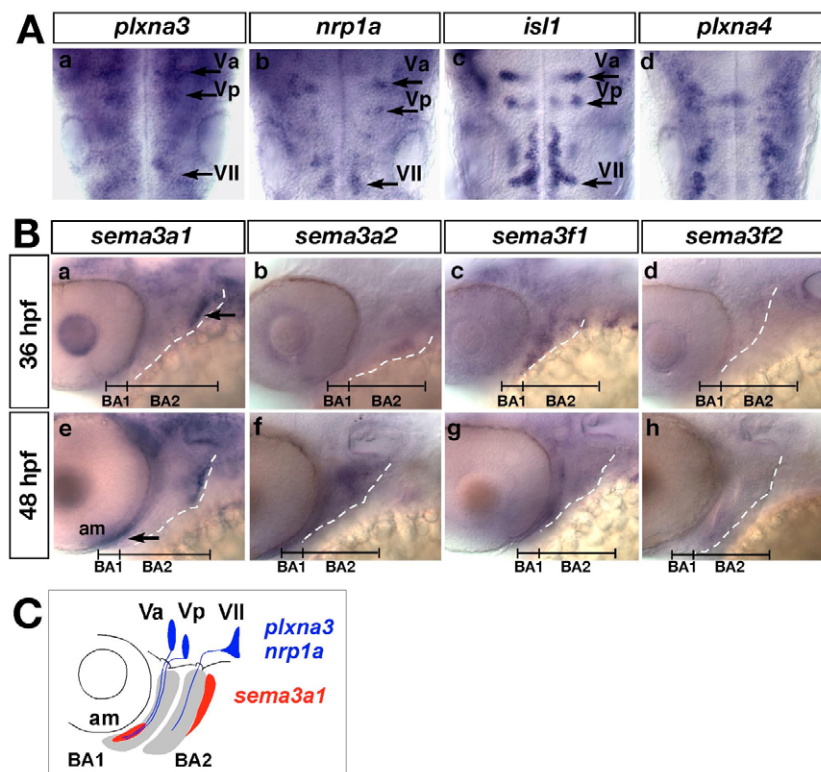 A
plxna3 nrp1a isl1 plxna4
a Va Vp VII
b Va Vp VII
c Va Vp VII
d
B
sema3a1 sema3a2 sema3f1 sema3f2
36 hpf
a BA1 BA2
b BA1 BA2
c BA1 BA2
d BA1 BA2
48 hpf
e am BA1 BA2
f BA1 BA2
g BA1 BA2
h BA1 BA2
C
Va Vp VII
plxna3
nrp1a
sema3a1
am
BA1 BA2